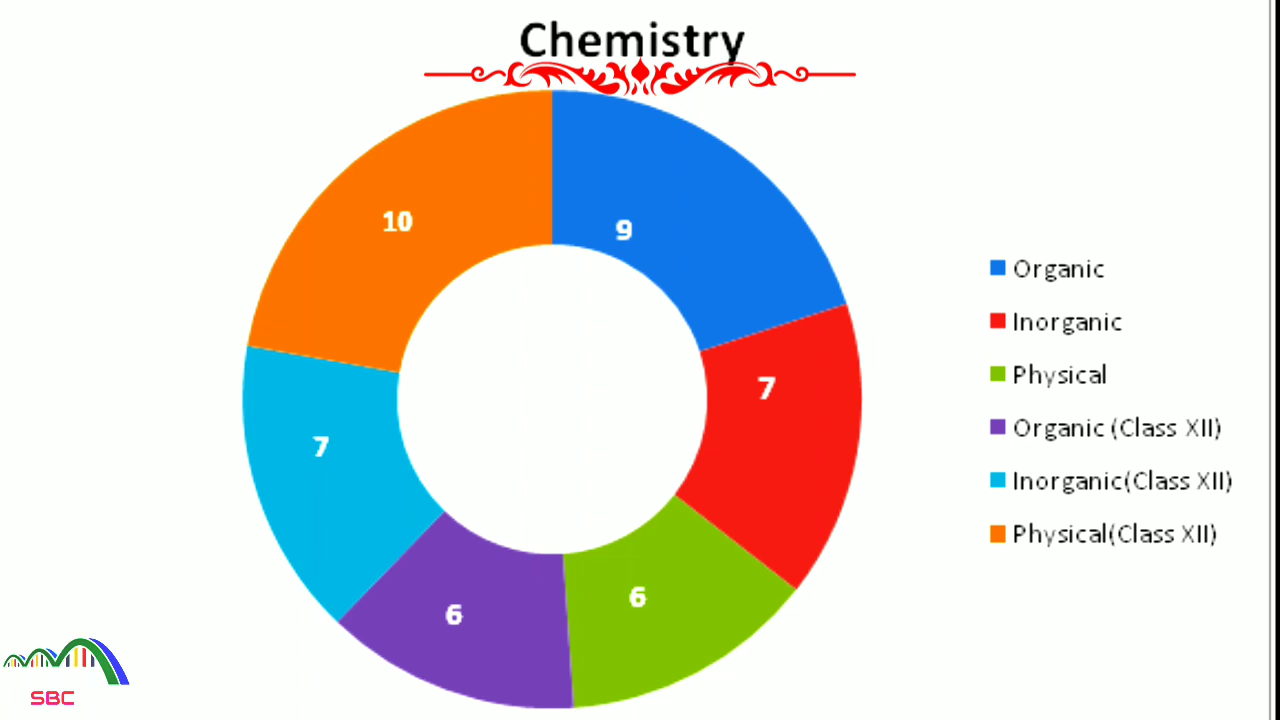 Chemistry
10
9
7
7
6
6
Organic
Inorganic
Physical
Organic (Class XII)
Inorganic(Class XII)
Physical(Class XII)
SBC